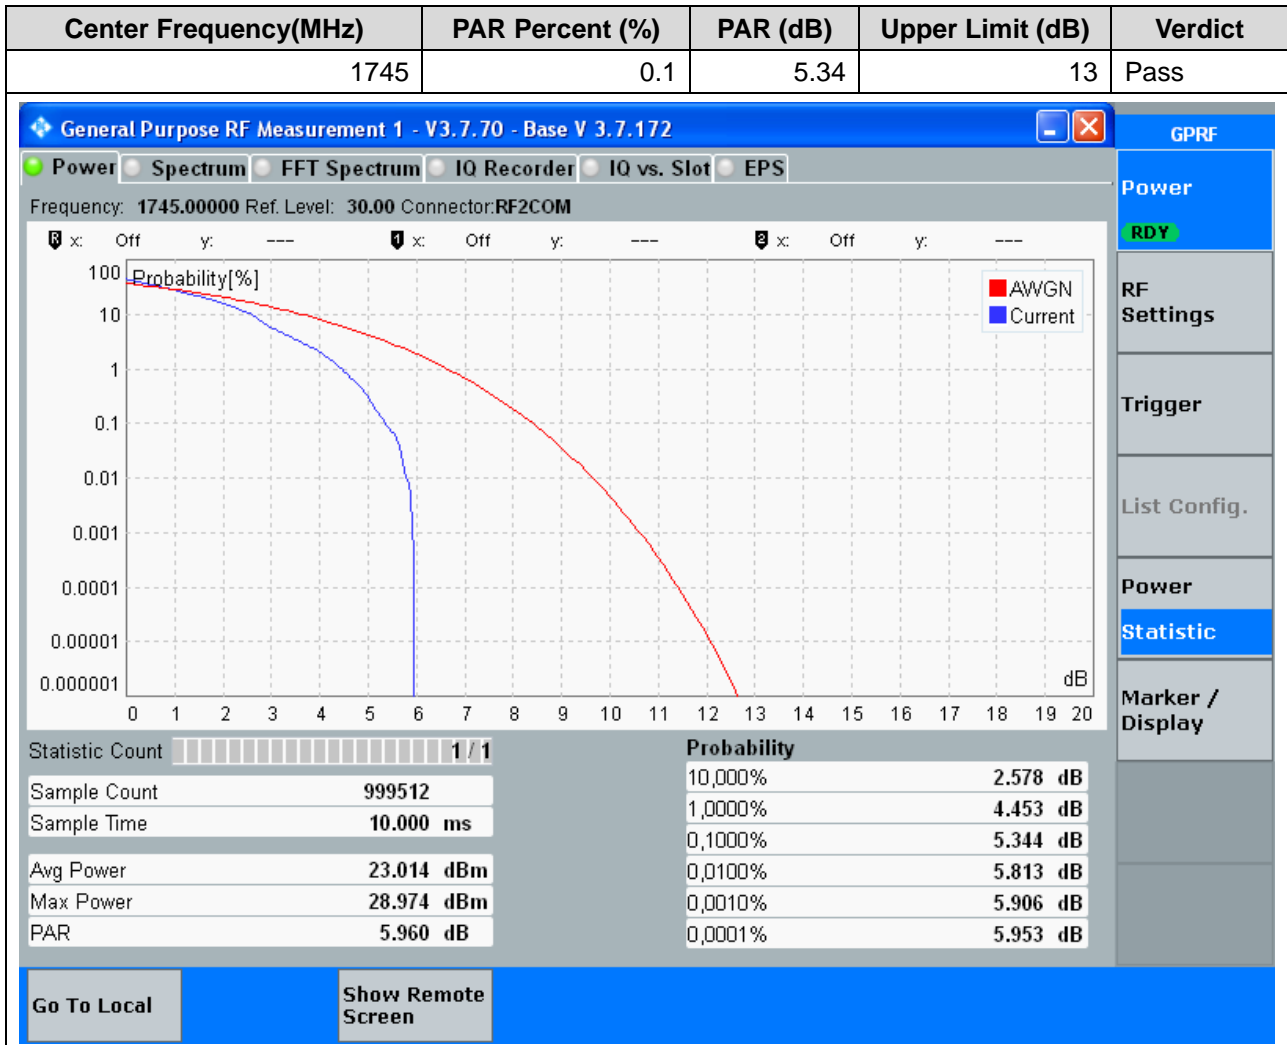 Center Frequency(MHz) PAR Percent (%) PAR (dB) Upper Limit (dB) Verdict
1745 0.1 5.34 13 Pass
General Purpose RF Measurement 1 - V3.7.70 - Base V 3.7.172
GPRF
Power Spectrum FFT Spectrum IQ Recorder IQ vs. Slot EPS
Power
RDY
Frequency: 1745.00000 Ref. Level: 30.00 Connector:RF2COM
R x: Off y: --- 1 x: Off y: --- 2 x: Off y: ---
Probability[%]
AWGN
Current
100
10
1
0.1
0.01
0.001
0.0001
0.00001
0.000001
dB
0 1 2 3 4 5 6 7 8 9 10 11 12 13 14 15 16 17 18 19 20
RF
Settings
Trigger
List Config.
Power
Statistic
Marker /
Display
Statistic Count 1 / 1
Sample Count 999512
Sample Time 10.000 ms
Avg Power 23.014 dBm
Max Power 28.974 dBm
PAR 5.960 dB
Probability
10,000% 2.578 dB
1,0000% 4.453 dB
0,1000% 5.344 dB
0,0100% 5.813 dB
0,0010% 5.906 dB
0,0001% 5.953 dB
Go To Local
Show Remote
Screen